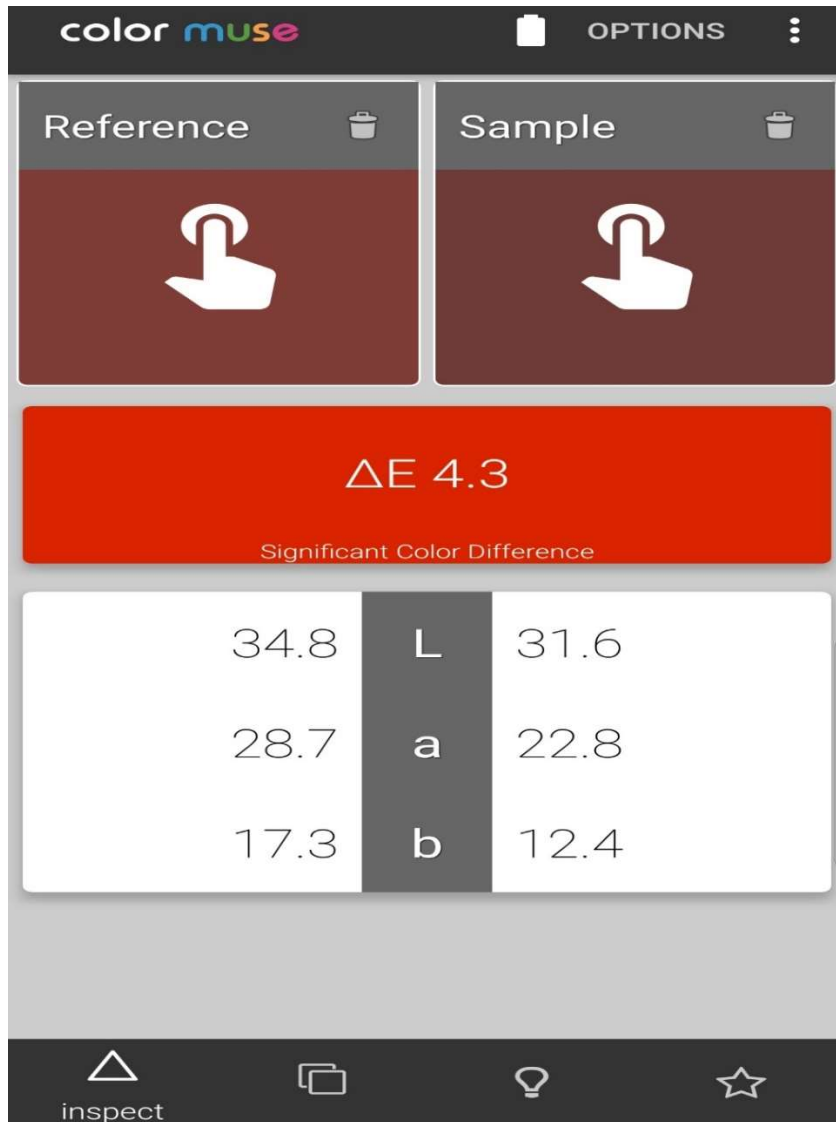 color muse OPTIONS
Reference Sample
ΔE 4.3
Significant Color Difference
34.8 L 31.6
28.7 a 22.8
17.3 b 12.4
inspect